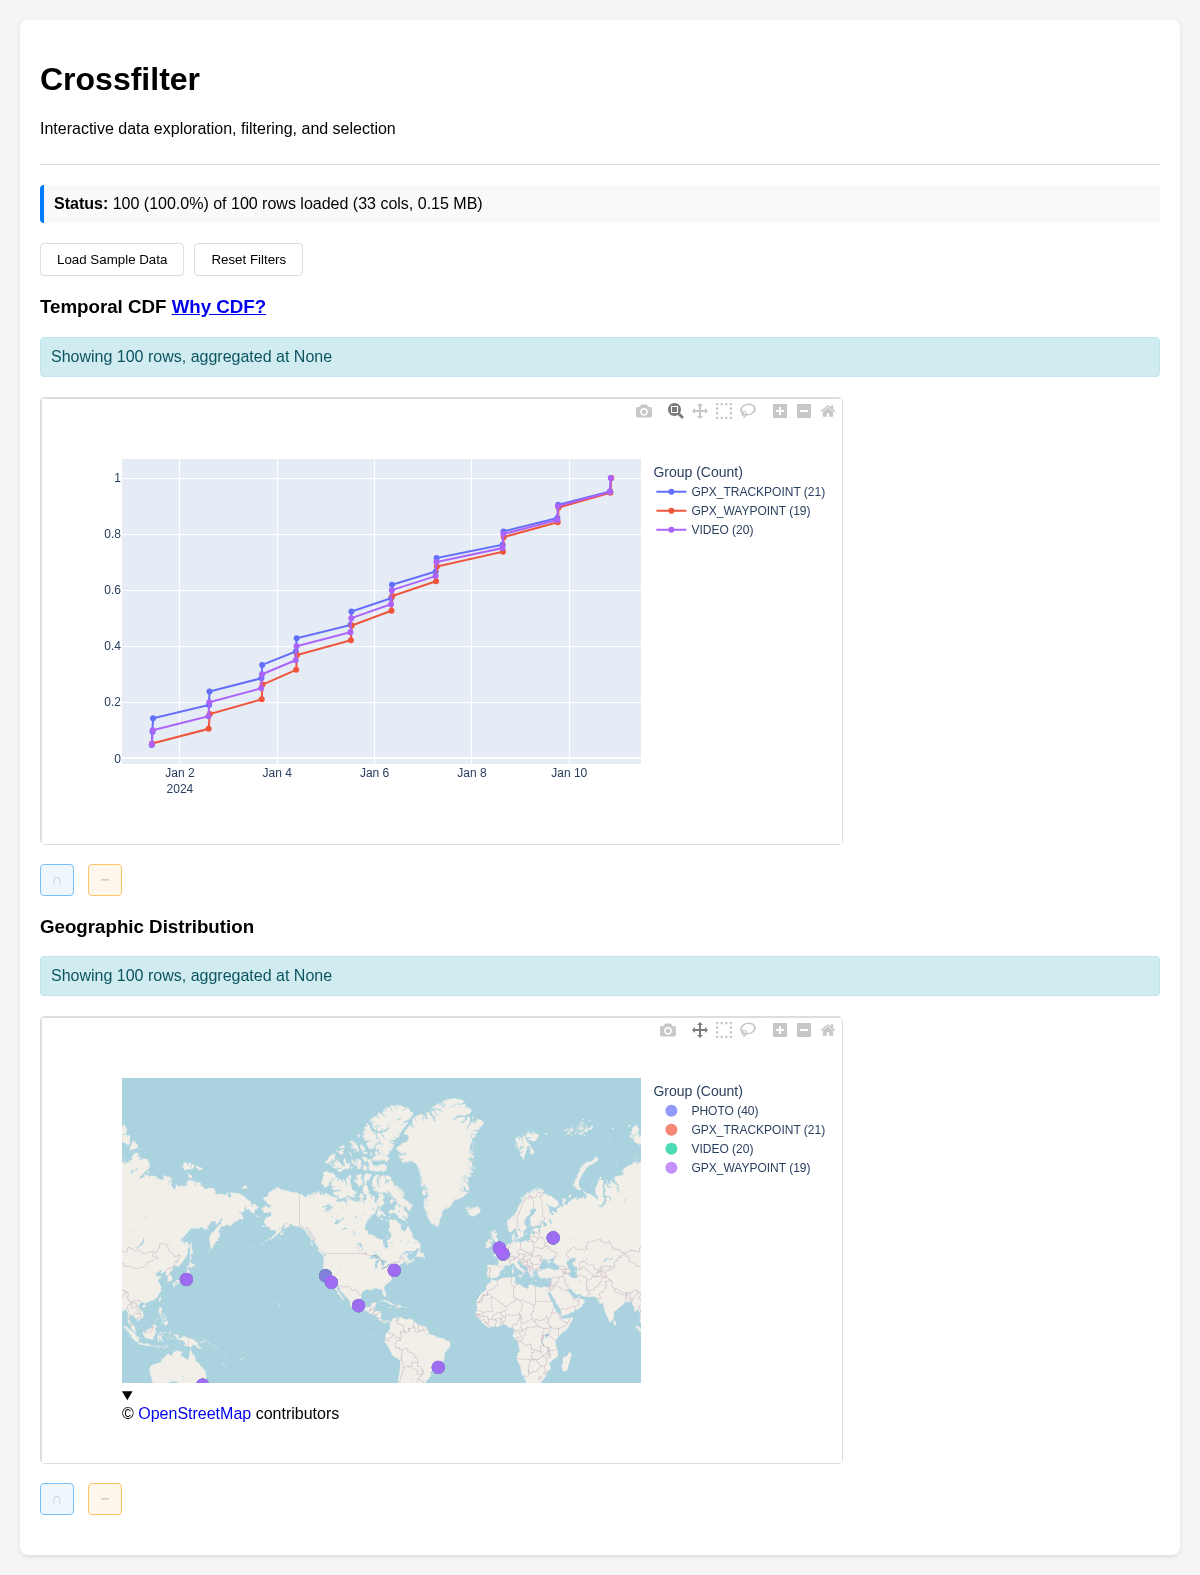 Crossfilter
Interactive data exploration, filtering, and selection
Status: 100 (100.0%) of 100 rows loaded (33 cols, 0.15 MB)
Load Sample Data Reset Filters
Temporal CDF Why CDF?
Showing 100 rows, aggregated at None
Group (Count)
GPX_TRACKPOINT (21)
GPX_WAYPOINT (19)
VIDEO (20)
1
0.8
0.6
0.4
0.2
0
Jan 2 Jan 4 Jan 6 Jan 8 Jan 10
2024
∩ −
Geographic Distribution
Showing 100 rows, aggregated at None
Group (Count)
PHOTO (40)
GPX_TRACKPOINT (21)
VIDEO (20)
GPX_WAYPOINT (19)
© OpenStreetMap contributors
∩ −